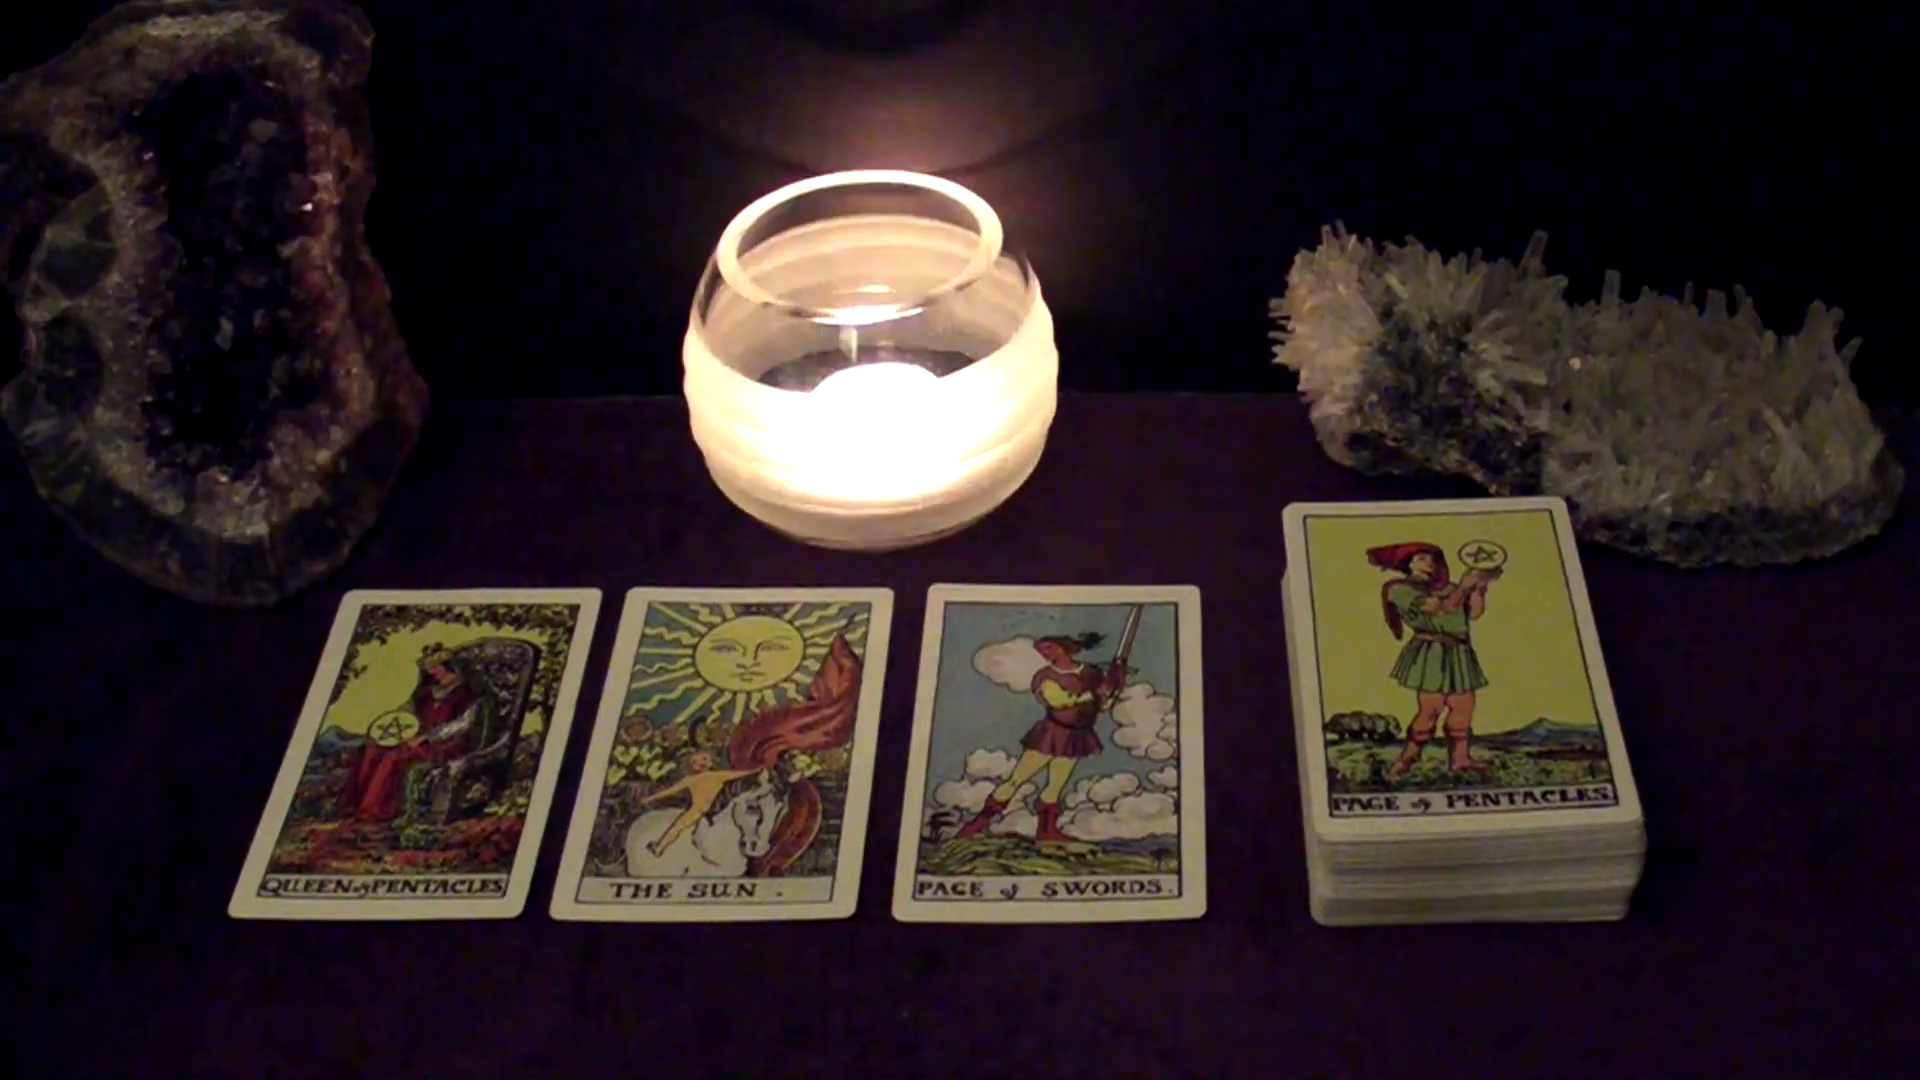 QUEEN of PENTACLES
THE SUN .
PAGE of SWORDS.
PAGE of PENTACLES